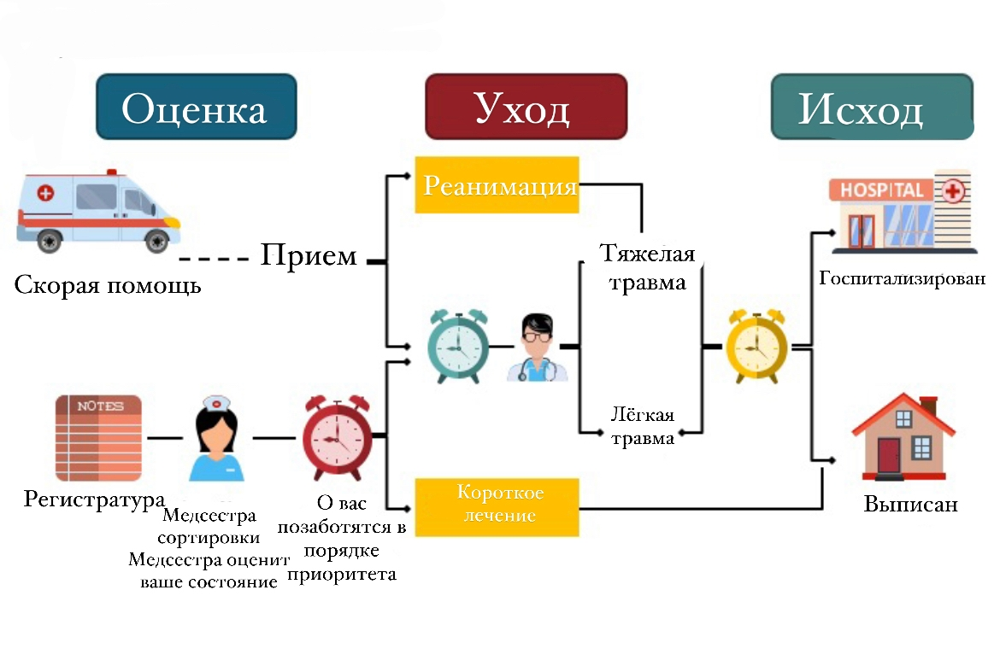 Оценка
Уход
Исход
Реанимация
HOSPITAL
Прием
Тяжелая
травма
Скорая помощь
Госпитализирован
NOTES
Лёгкая
травма
Регистратура
Медсестра
сортировки
Медсестра оценит
ваше состояние
О вас
позаботятся в
порядке
приоритета
Короткое
лечение
Выписан